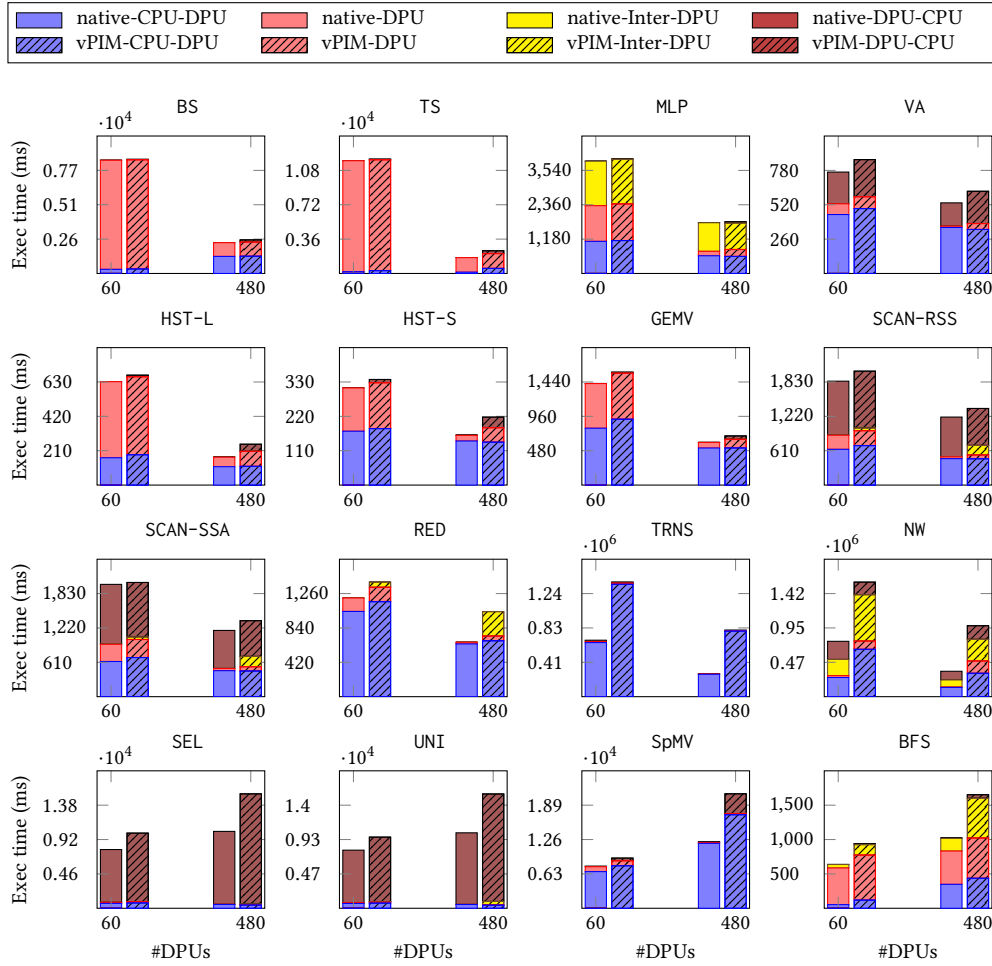 native-CPU-DPU native-DPU native-Inter-DPU native-DPU-CPU
vPIM-CPU-DPU vPIM-DPU vPIM-Inter-DPU vPIM-DPU-CPU
BS TS MLP VA
·10^4 ·10^4
Exec time (ms)
0.77 1.08 3,540 780
0.51 0.72 2,360 520
0.26 0.36 1,180 260
60 480 60 480 60 480 60 480
HST-L HST-S GEMV SCAN-RSS
Exec time (ms)
630 330 1,440 1,830
420 220 960 1,220
210 110 480 610
60 480 60 480 60 480 60 480
SCAN-SSA RED TRNS NW
·10^6 ·10^6
Exec time (ms)
1,830 1,260 1.24 1.42
1,220 840 0.83 0.95
610 420 0.41 0.47
60 480 60 480 60 480 60 480
SEL UNI SpMV BFS
·10^4 ·10^4 ·10^4
Exec time (ms)
1.38 1.4 1.89 1,500
0.92 0.93 1.26 1,000
0.46 0.47 0.63 500
60 480 60 480 60 480 60 480
#DPUs #DPUs #DPUs #DPUs